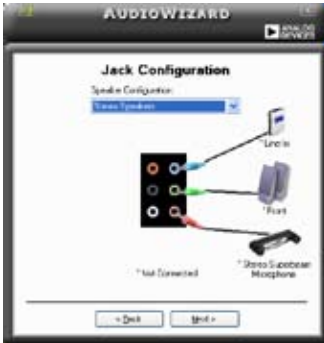 AUDIOWIZARD
ANALOG
DEVICES
Jack Configuration
Speaker Configuration:
Stereo Speakers
*Line In
*Front
*Stereo Superbeam
Microphone
*Not Connected
< Back
Next >